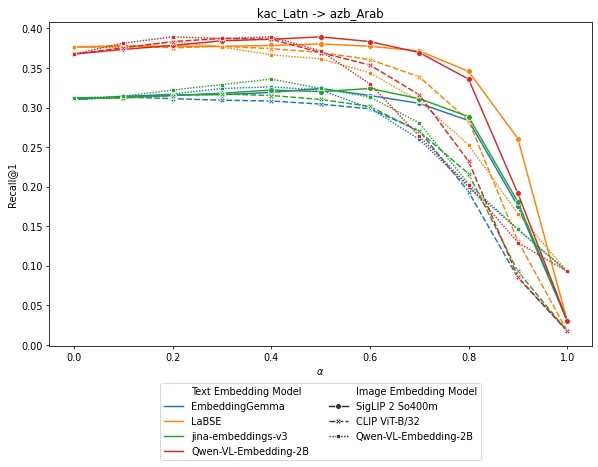 kac_Latn -> azb_Arab
Recall@1
0.40
0.35
0.30
0.25
0.20
0.15
0.10
0.05
0.00
0.0 0.2 0.4 0.6 0.8 1.0
α
Text Embedding Model Image Embedding Model
EmbeddingGemma SigLIP 2 So400m
LaBSE CLIP ViT-B/32
jina-embeddings-v3 Qwen-VL-Embedding-2B
Qwen-VL-Embedding-2B